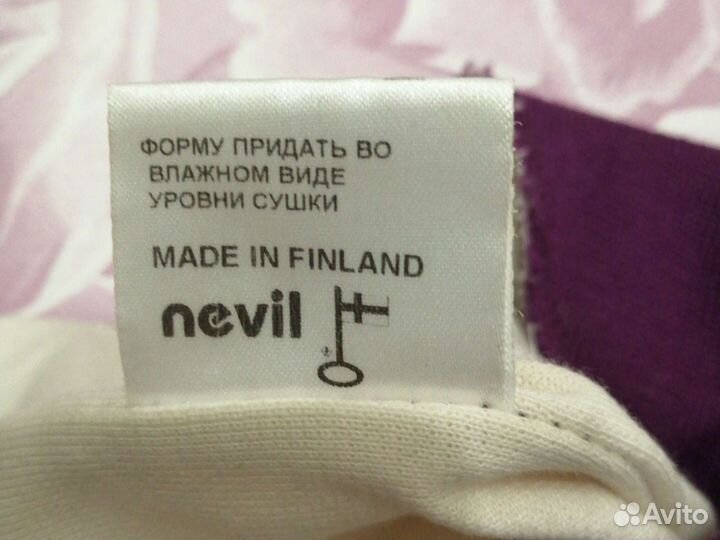 ФОРМУ ПРИДАТЬ ВО
ВЛАЖНОМ ВИДЕ
УРОВНИ СУШКИ
MADE IN FINLAND
nevil
Avito